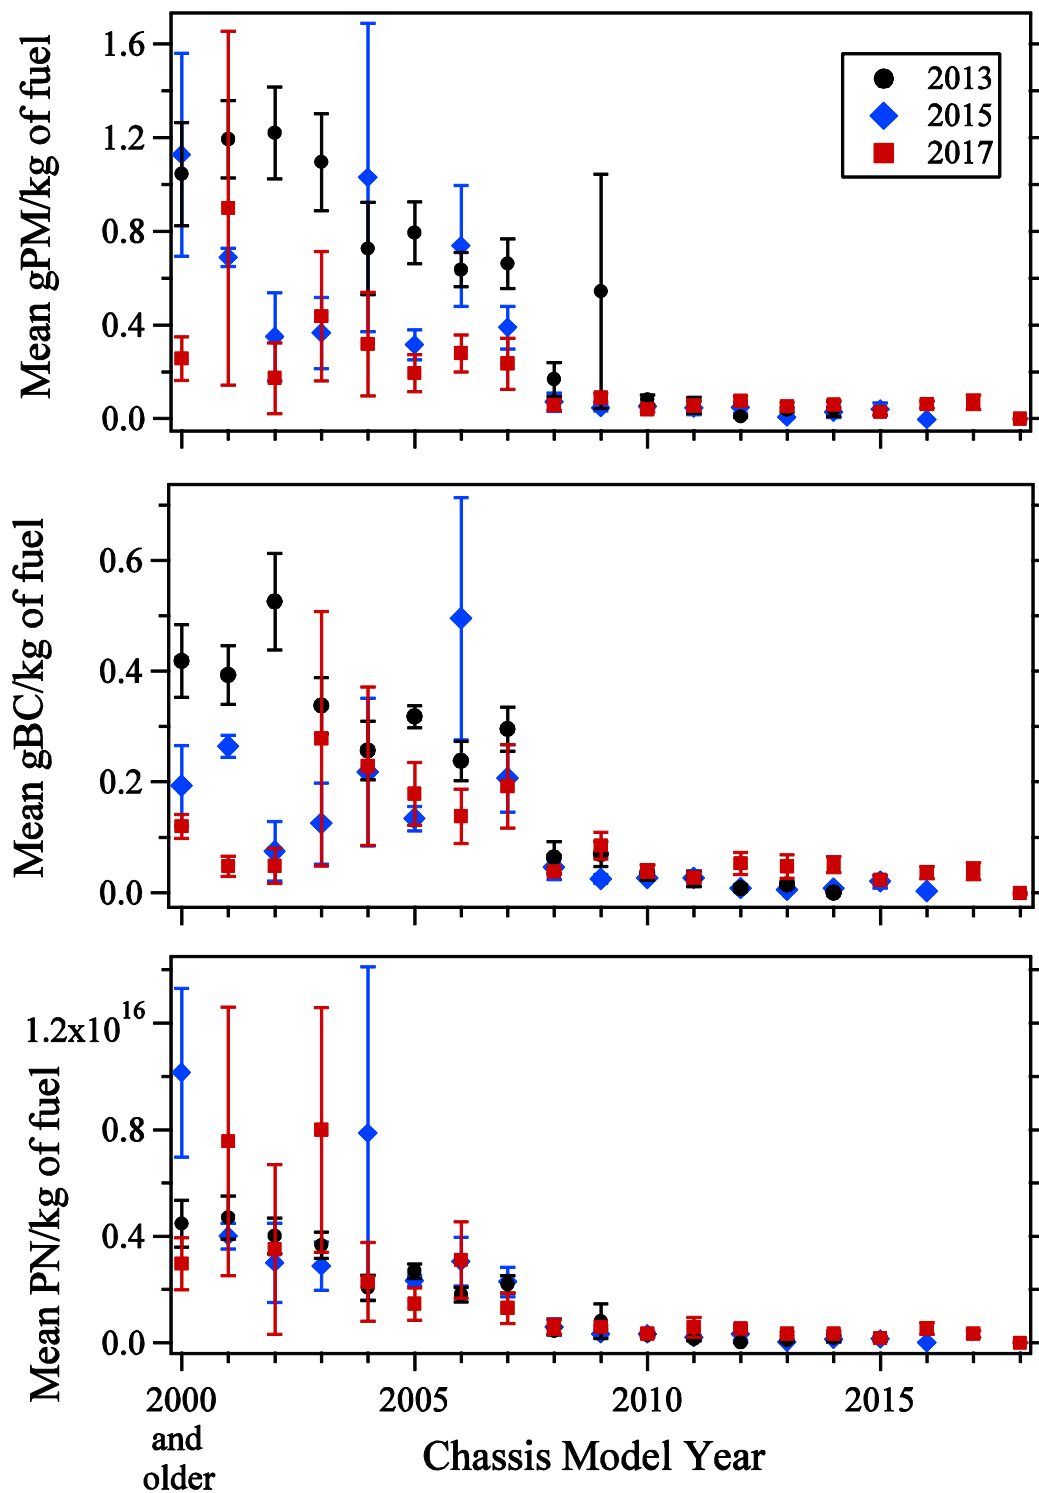 Mean gPM/kg of fuel
1.6
1.2
0.8
0.4
0.0
2013
2015
2017
Mean gBC/kg of fuel
0.6
0.4
0.2
0.0
Mean PN/kg of fuel
1.2x10¹⁶
0.8
0.4
0.0
2000
and
older
2005
2010
2015
Chassis Model Year